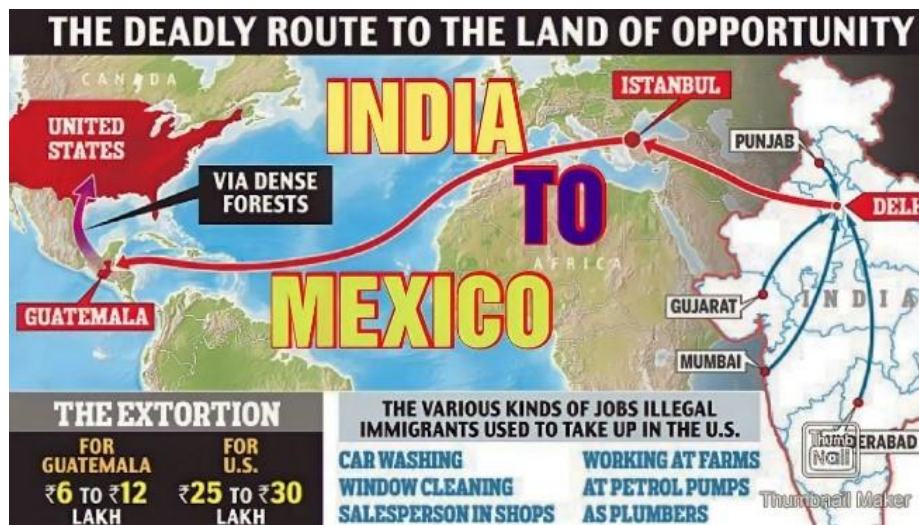 THE DEADLY ROUTE TO THE LAND OF OPPORTUNITY
CANADA
UNITED
STATES
VIA DENSE
FORESTS
GUATEMALA
INDIA
TO
MEXICO
ISTANBUL
AFRICA
PUNJAB
DELH
GUJARAT
INDIA
MUMBAI
ERABAD
THE EXTORTION
FOR
GUATEMALA
₹6 TO ₹12
LAKH
FOR
U.S.
₹25 TO ₹30
LAKH
THE VARIOUS KINDS OF JOBS ILLEGAL
IMMIGRANTS USED TO TAKE UP IN THE U.S.
CAR WASHING
WINDOW CLEANING
SALESPERSON IN SHOPS
WORKING AT FARMS
AT PETROL PUMPS
AS PLUMBERS
Thumb
Nail
Thumbnail Maker